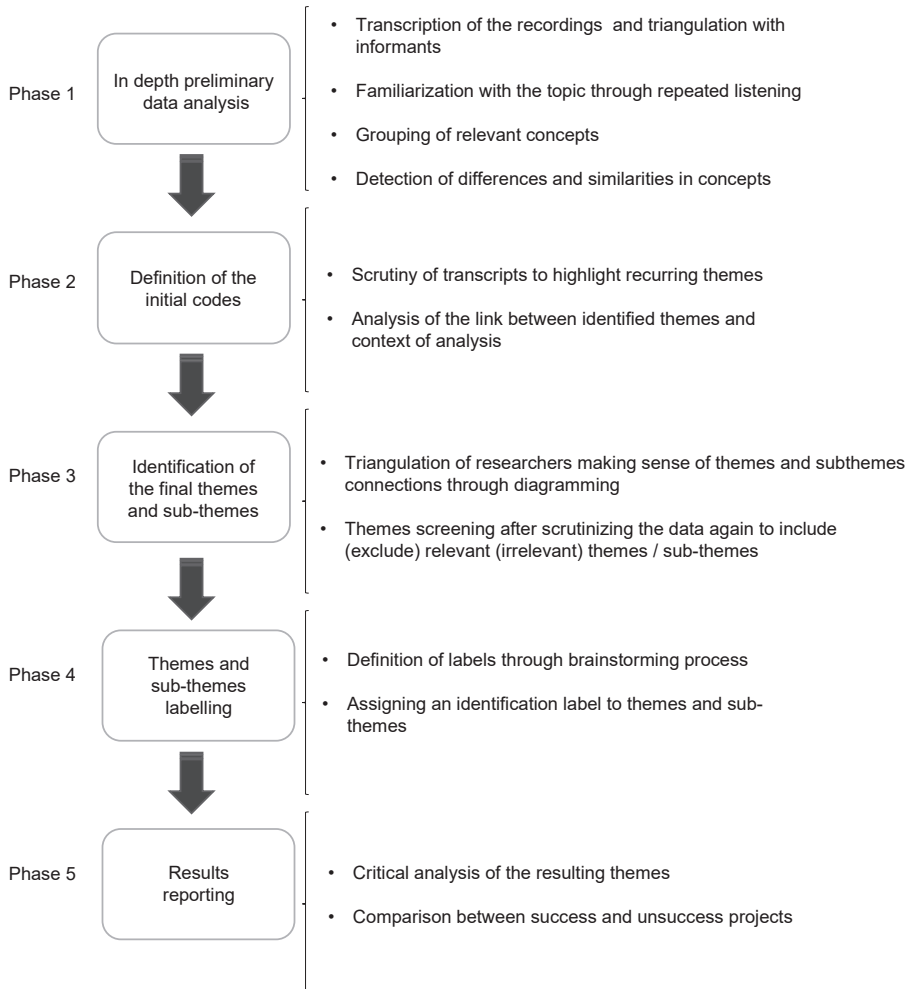 Phase 1
In depth preliminary
data analysis
• Transcription of the recordings and triangulation with
informants
• Familiarization with the topic through repeated listening
• Grouping of relevant concepts
• Detection of differences and similarities in concepts
Phase 2
Definition of the
initial codes
• Scrutiny of transcripts to highlight recurring themes
• Analysis of the link between identified themes and
context of analysis
Phase 3
Identification of
the final themes
and sub-themes
• Triangulation of researchers making sense of themes and subthemes
connections through diagramming
• Themes screening after scrutinizing the data again to include
(exclude) relevant (irrelevant) themes / sub-themes
Phase 4
Themes and
sub-themes
labelling
• Definition of labels through brainstorming process
• Assigning an identification label to themes and sub-
themes
Phase 5
Results
reporting
• Critical analysis of the resulting themes
• Comparison between success and unsuccess projects